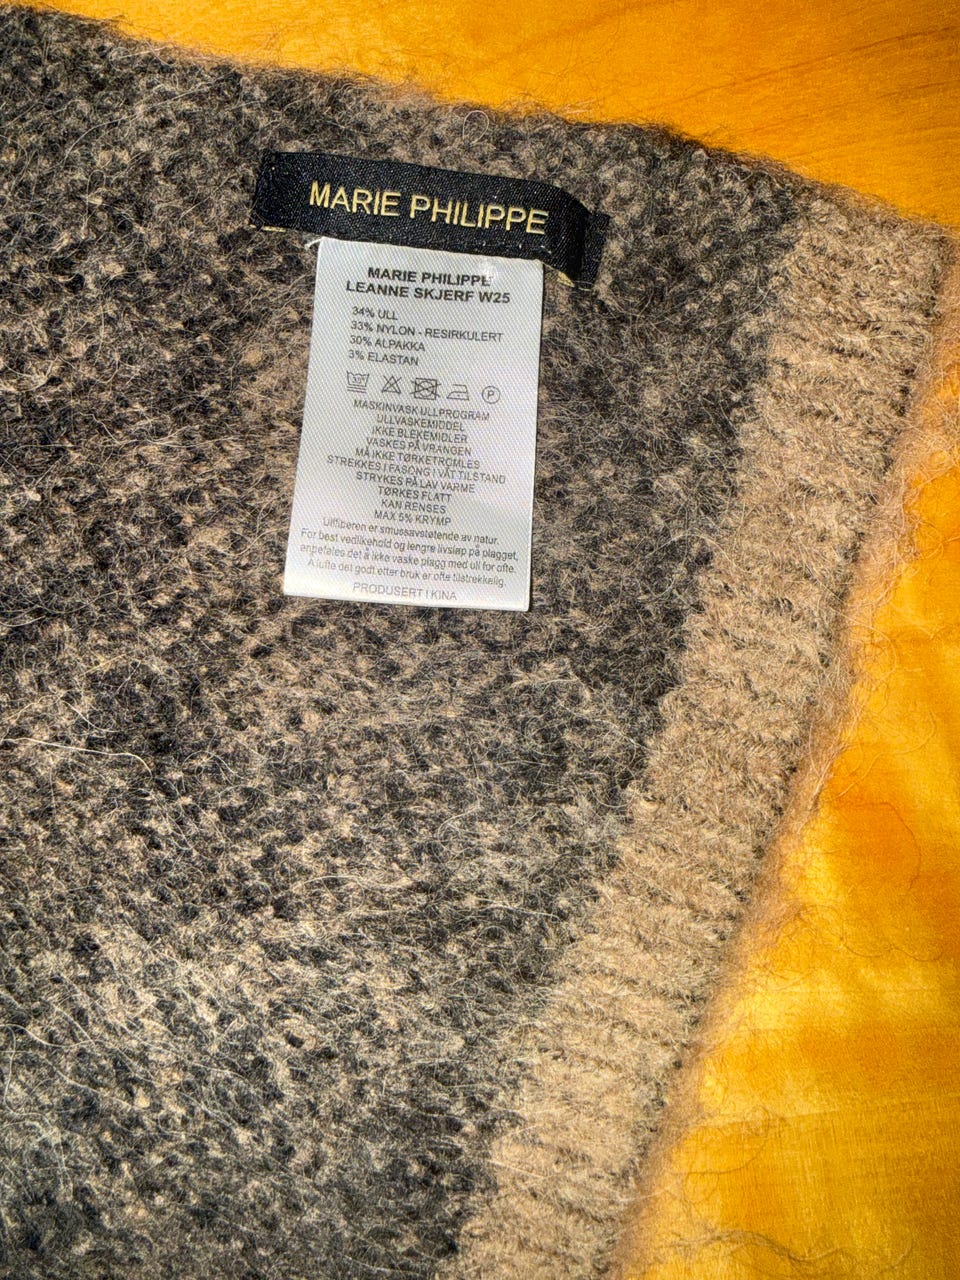 MARIE PHILIPPE
MARIE PHILIPPE
LEANNE SKJERF W25
34% ULL
33% NYLON - RESIRKULERT
30% ALPAKKA
3% ELASTAN
30° P
MASKINVASK ULLPROGRAM
ULLVASKEMIDDEL
IKKE BLEKEMIDLER
VASKES PÅ VRANGEN
MÅ IKKE TØRKETROMLES
STREKKES I FASONG I VÅT TILSTAND
STRYKES PÅ LAV VARME
TØRKES FLATT
KAN RENSES
MAX 5% KRYMP
Ullfiberen er smussavstøtende av natur.
For best vedlikehold og lengre livsløp på plagget,
anbefales det å ikke vaske plagg med ull for ofte.
Å lufte det godt etter bruk er ofte tilstrekkelig.
PRODUSERT I KINA